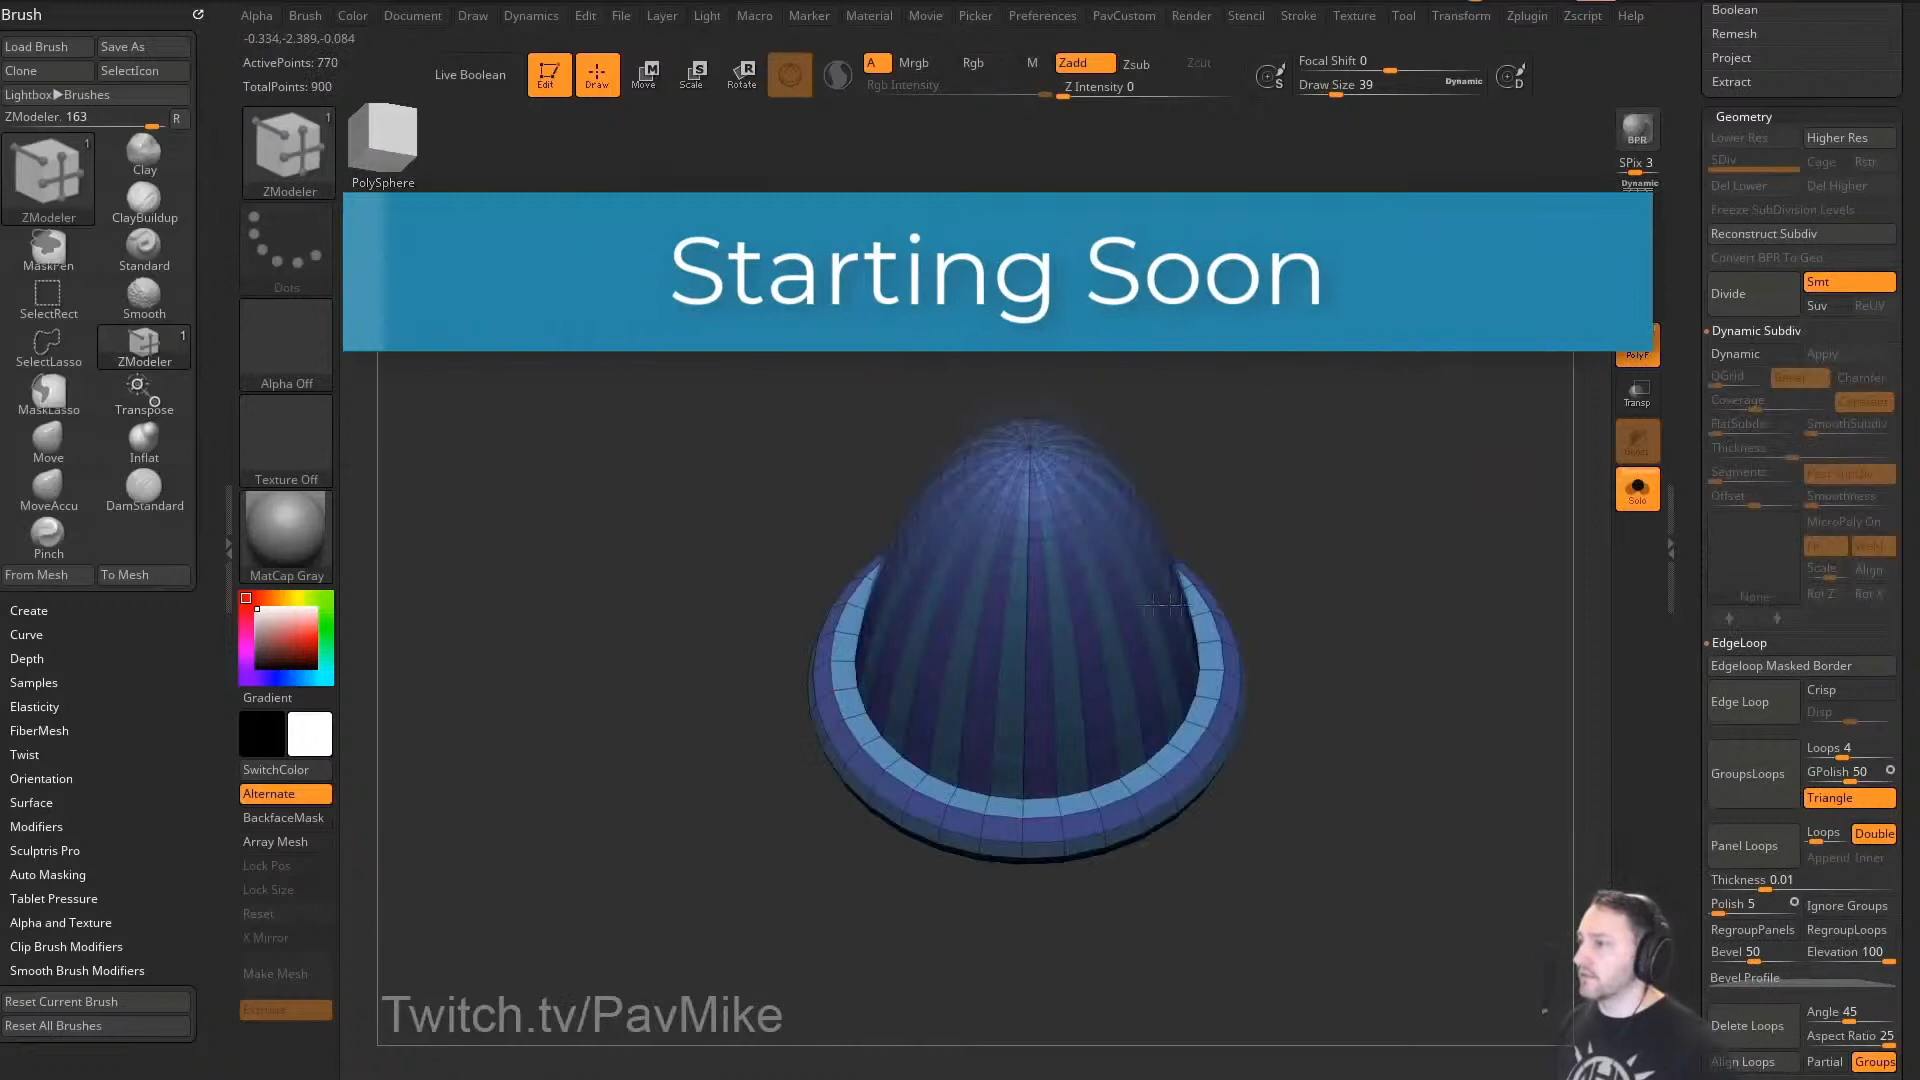 Brush
Load Brush
Save As
Clone
SelectIcon
Lightbox▶Brushes
ZModeler. 163
R
1
ZModeler
Clay
ClayBuildup
MaskPen
Standard
SelectRect
Smooth
SelectLasso
1
ZModeler
MaskLasso
Transpose
Move
Inflat
MoveAccu
DamStandard
Pinch
From Mesh
To Mesh
Create
Curve
Depth
Samples
Elasticity
FiberMesh
Twist
Orientation
Surface
Modifiers
Sculptris Pro
Auto Masking
Tablet Pressure
Alpha and Texture
Clip Brush Modifiers
Smooth Brush Modifiers
Reset Current Brush
Reset All Brushes
Alpha Brush Color Document Draw Dynamics Edit File Layer Light Macro Marker Material Movie Picker Preferences PavCustom Render Stencil Stroke Texture Tool Transform Zplugin Zscript Help
-0.334,-2.389,-0.084
ActivePoints: 770
TotalPoints: 900
Live Boolean
Edit
Draw
M
Move
S
Scale
R
Rotate
A
Mrgb
Rgb
M
Rgb Intensity
Zadd
Zsub
Zcut
Z Intensity 0
S
Focal Shift 0
Draw Size 39
Dynamic
D
1
ZModeler
PolySphere
Dots
Alpha Off
Texture Off
MatCap Gray
Gradient
SwitchColor
Alternate
BackfaceMask
Array Mesh
Lock Pos
Lock Size
Reset
X Mirror
Make Mesh
Starting Soon
Twitch.tv/PavMike
BPR
SPix 3
Dynamic
PolyF
Transp
Solo
Boolean
Remesh
Project
Extract
Geometry
Lower Res
Higher Res
SDiv
Cage
Rstr
Del Lower
Del Higher
Freeze SubDivision Levels
Reconstruct Subdiv
Convert BPR To Geo
Divide
Smt
Suv
ReUV
Dynamic Subdiv
Dynamic
Apply
QGrid
Bevel
Chamfer
Coverage
Constant
FlatSubdiv
SmoothSubdiv
Thickness
Segments
Offset
Smoothness
MicroPoly On
Scale
Align
Rot Z
Rot X
None
EdgeLoop
Edgeloop Masked Border
Edge Loop
Crisp
Disp
GroupsLoops
Loops 4
GPolish 50
Triangle
Panel Loops
Loops
Double
Append
Inner
Thickness 0.01
Polish 5
Ignore Groups
RegroupPanels
RegroupLoops
Bevel 50
Elevation 100
Bevel Profile
Delete Loops
Angle 45
Aspect Ratio 25
Align Loops
Partial
Groups